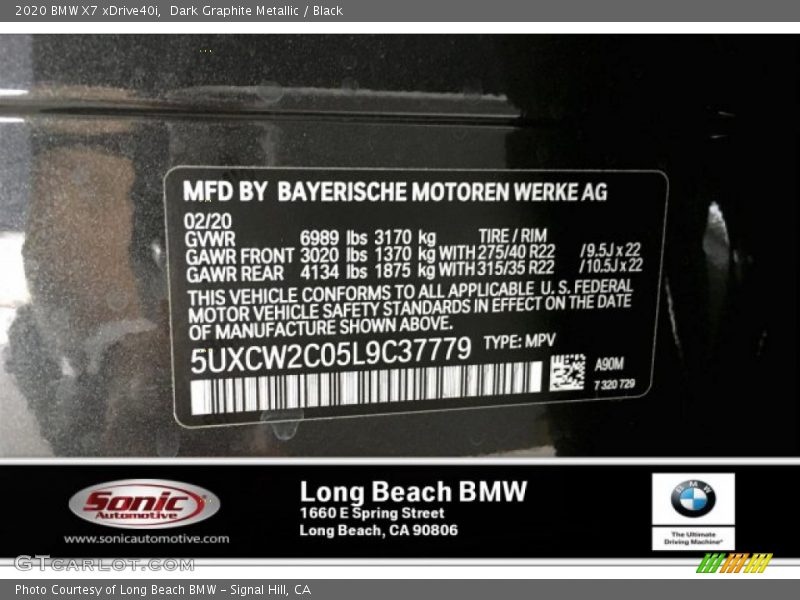 2020 BMW X7 xDrive40i,  Dark Graphite Metallic / Black
MFD BY BAYERISCHE MOTOREN WERKE AG
02/20
GVWR 6989 lbs 3170 kg TIRE / RIM
GAWR FRONT 3020 lbs 1370 kg WITH 275/40 R22 /9.5J x 22
GAWR REAR 4134 lbs 1875 kg WITH 315/35 R22 /10.5J x 22
THIS VEHICLE CONFORMS TO ALL APPLICABLE U.S. FEDERAL
MOTOR VEHICLE SAFETY STANDARDS IN EFFECT ON THE DATE
OF MANUFACTURE SHOWN ABOVE.
5UXCW2C05L9C37779 TYPE: MPV
A90M
7 320 729
Sonic
Automotive
www.sonicautomotive.com
Long Beach BMW
1660 E Spring Street
Long Beach, CA 90806
BMW
The Ultimate
Driving Machine®
GTcarlot.com
Photo Courtesy of Long Beach BMW – Signal Hill, CA